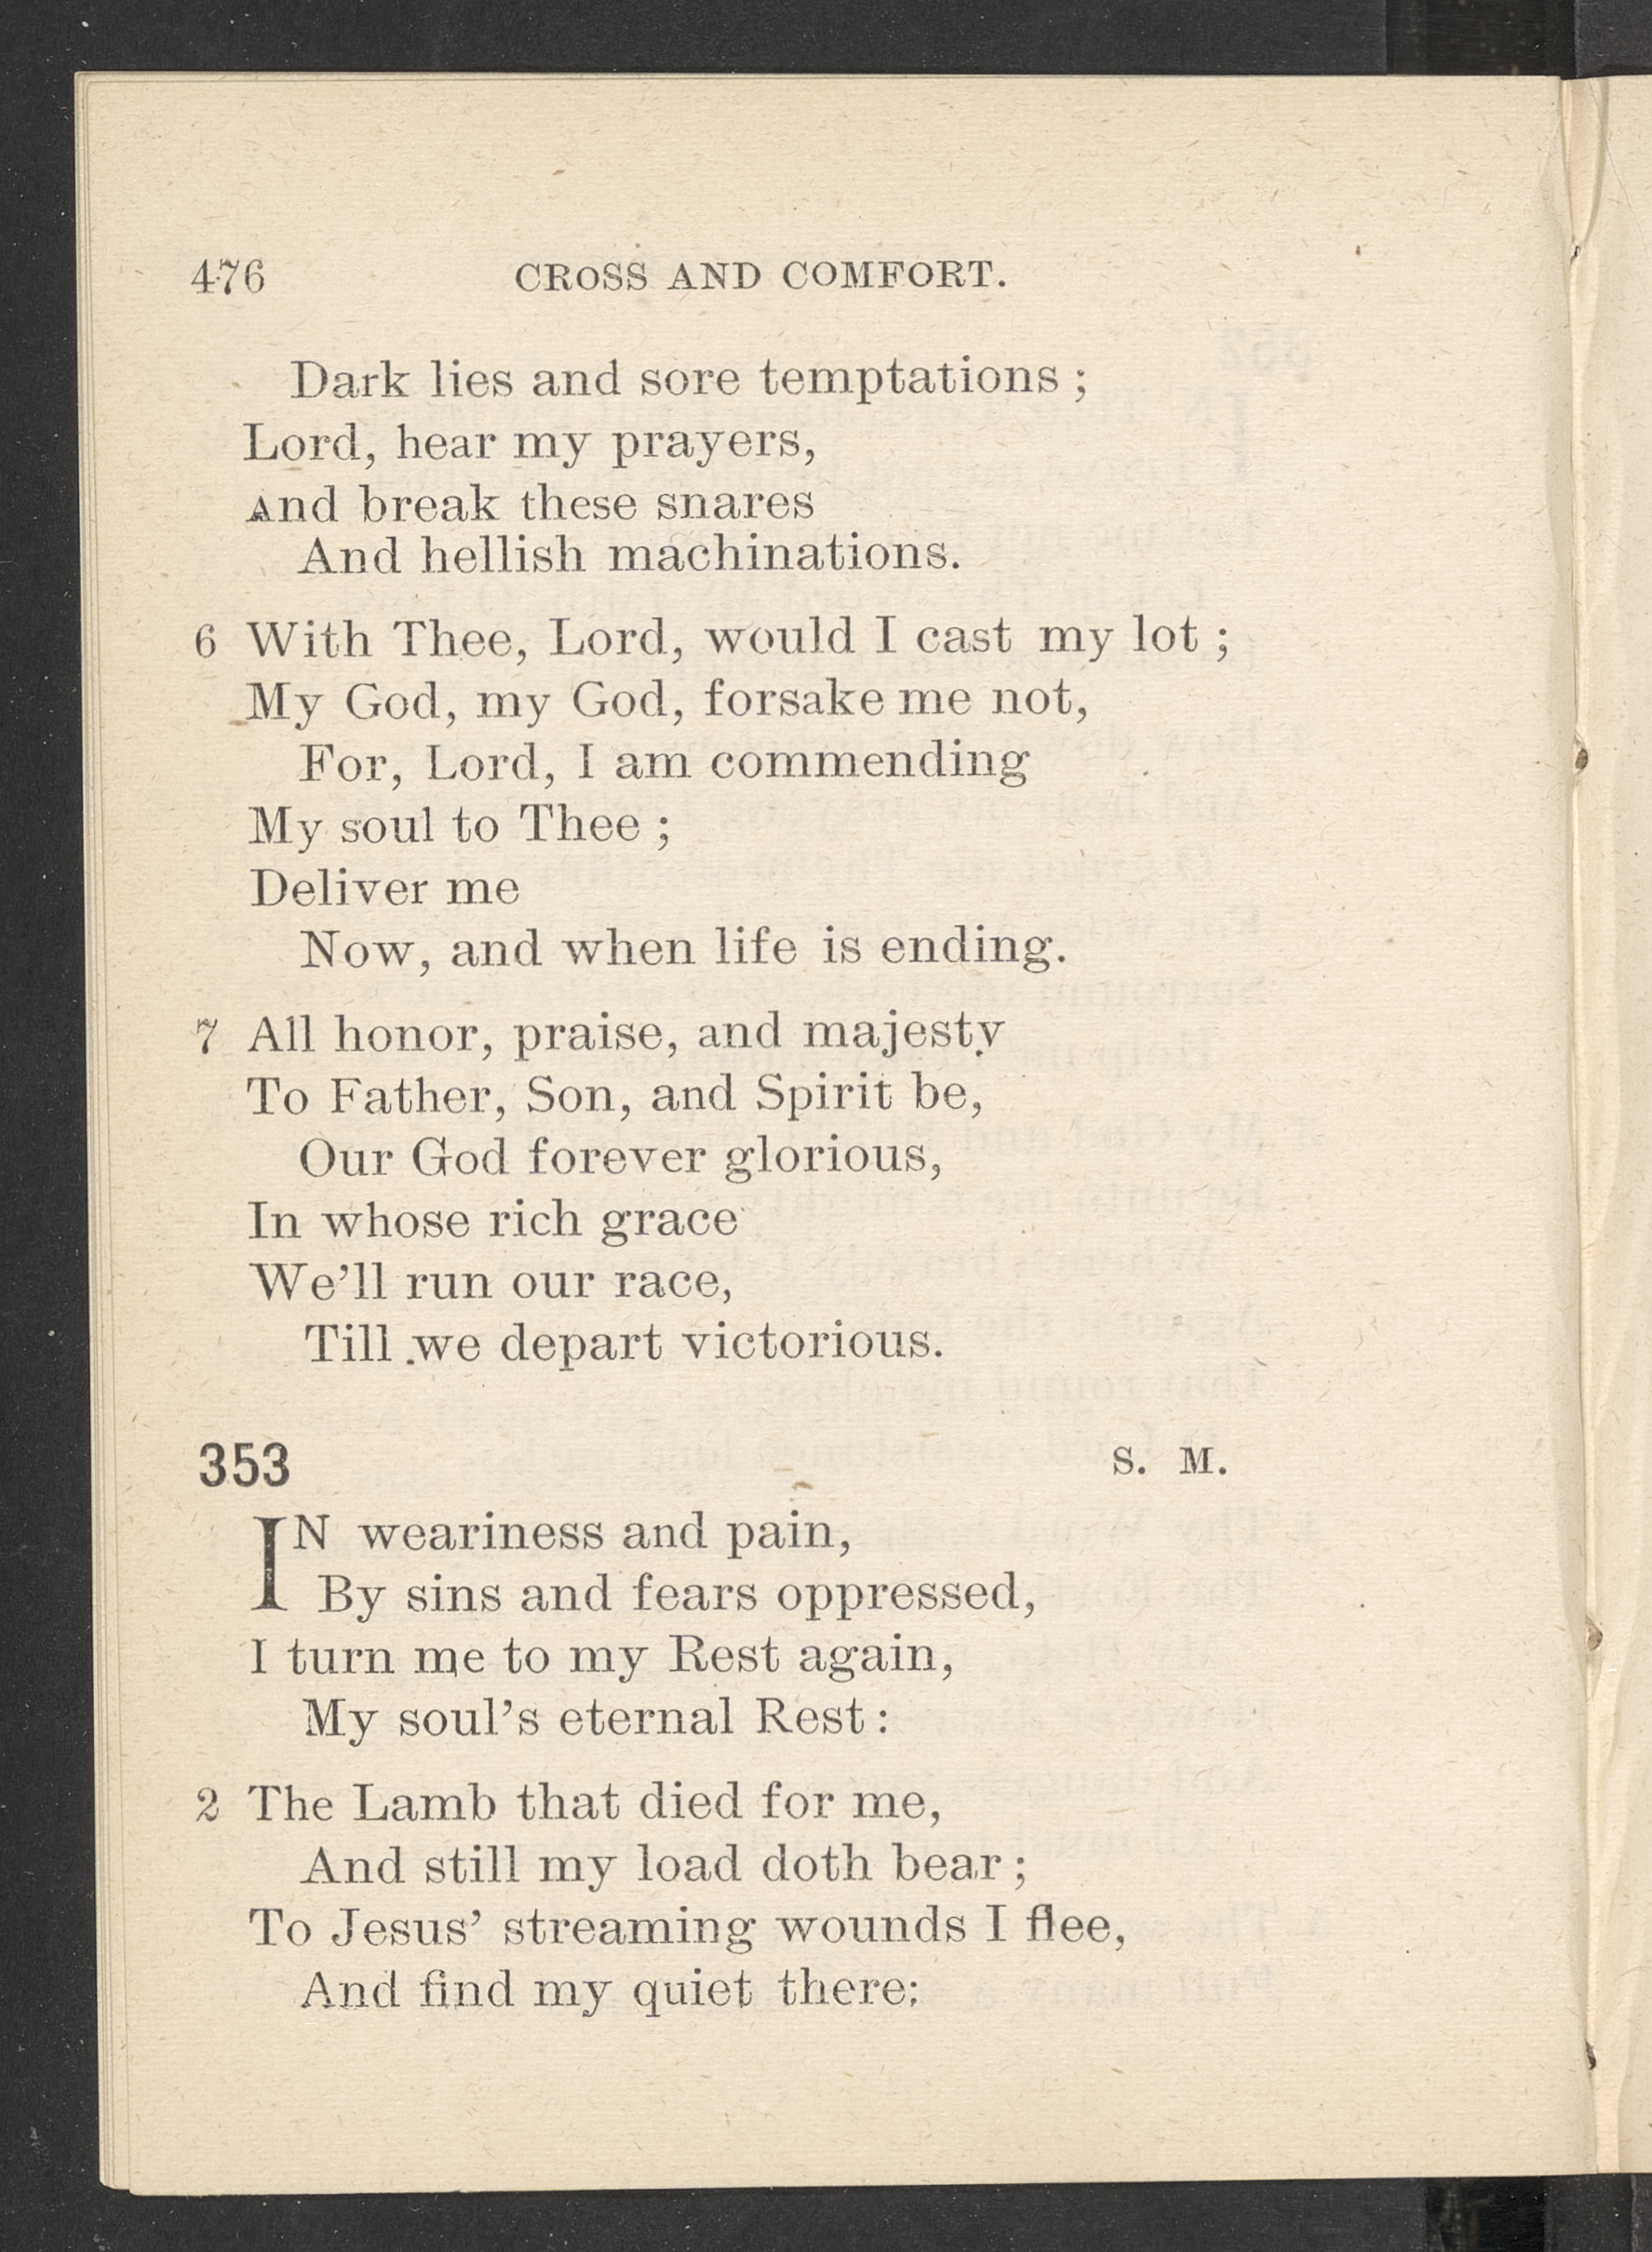 476 CROSS AND COMFORT.
Dark lies and sore temptations ;
Lord, hear my prayers,
And break these snares
And hellish machinations.
6 With Thee, Lord, would I cast my lot ;
My God, my God, forsake me not,
For, Lord, I am commending
My soul to Thee ;
Deliver me
Now, and when life is ending.
7 All honor, praise, and majesty
To Father, Son, and Spirit be,
Our God forever glorious,
In whose rich grace
We’ll run our race,
Till we depart victorious.
353 S. M.
IN weariness and pain,
By sins and fears oppressed,
I turn me to my Rest again,
My soul’s eternal Rest :
2 The Lamb that died for me,
And still my load doth bear ;
To Jesus’ streaming wounds I flee,
And find my quiet there;